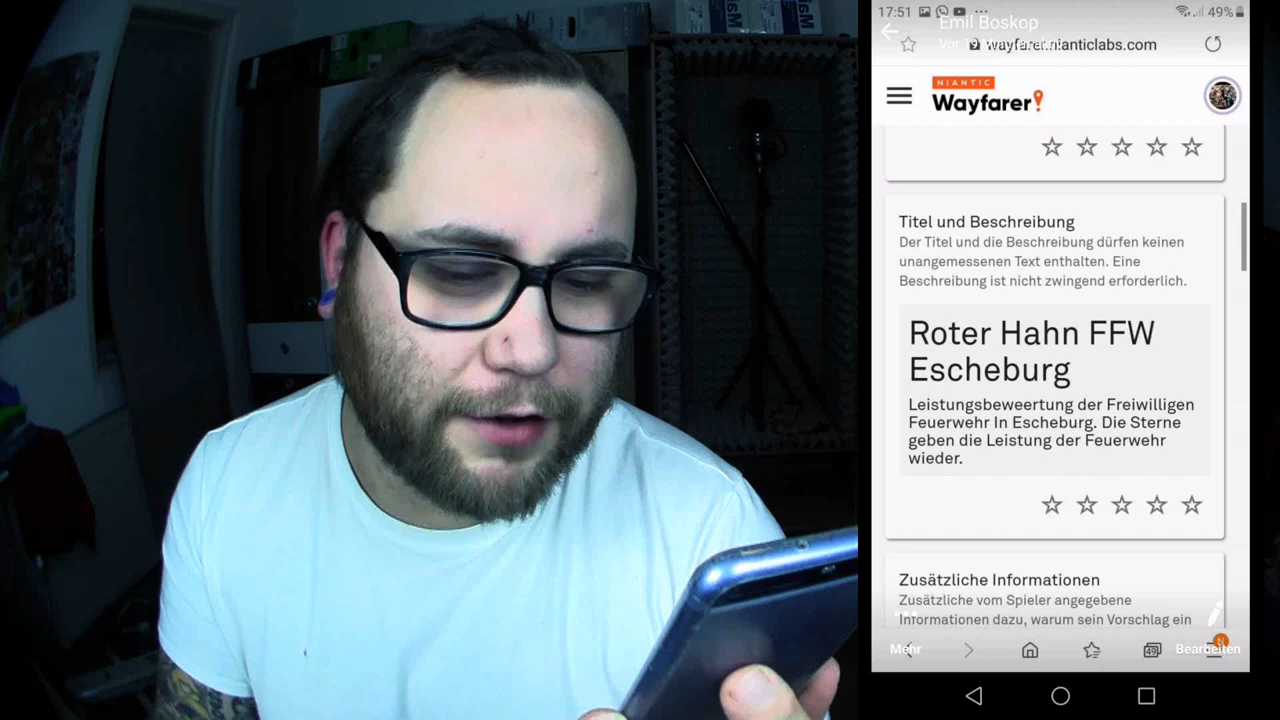 17:51
49%
Emil Boskop
wayfarer.nianticlabs.com
NIANTIC
Wayfarer
Titel und Beschreibung
Der Titel und die Beschreibung dürfen keinen
unangemessenen Text enthalten. Eine
Beschreibung ist nicht zwingend erforderlich.
Roter Hahn FFW
Escheburg
Leistungsbeweertung der Freiwilligen
Feuerwehr In Escheburg. Die Sterne
geben die Leistung der Feuerwehr
wieder.
Zusätzliche Informationen
Zusätzliche vom Spieler angegebene
Informationen dazu, warum sein Vorschlag ein
Mehr
49
Bearbeiten
N